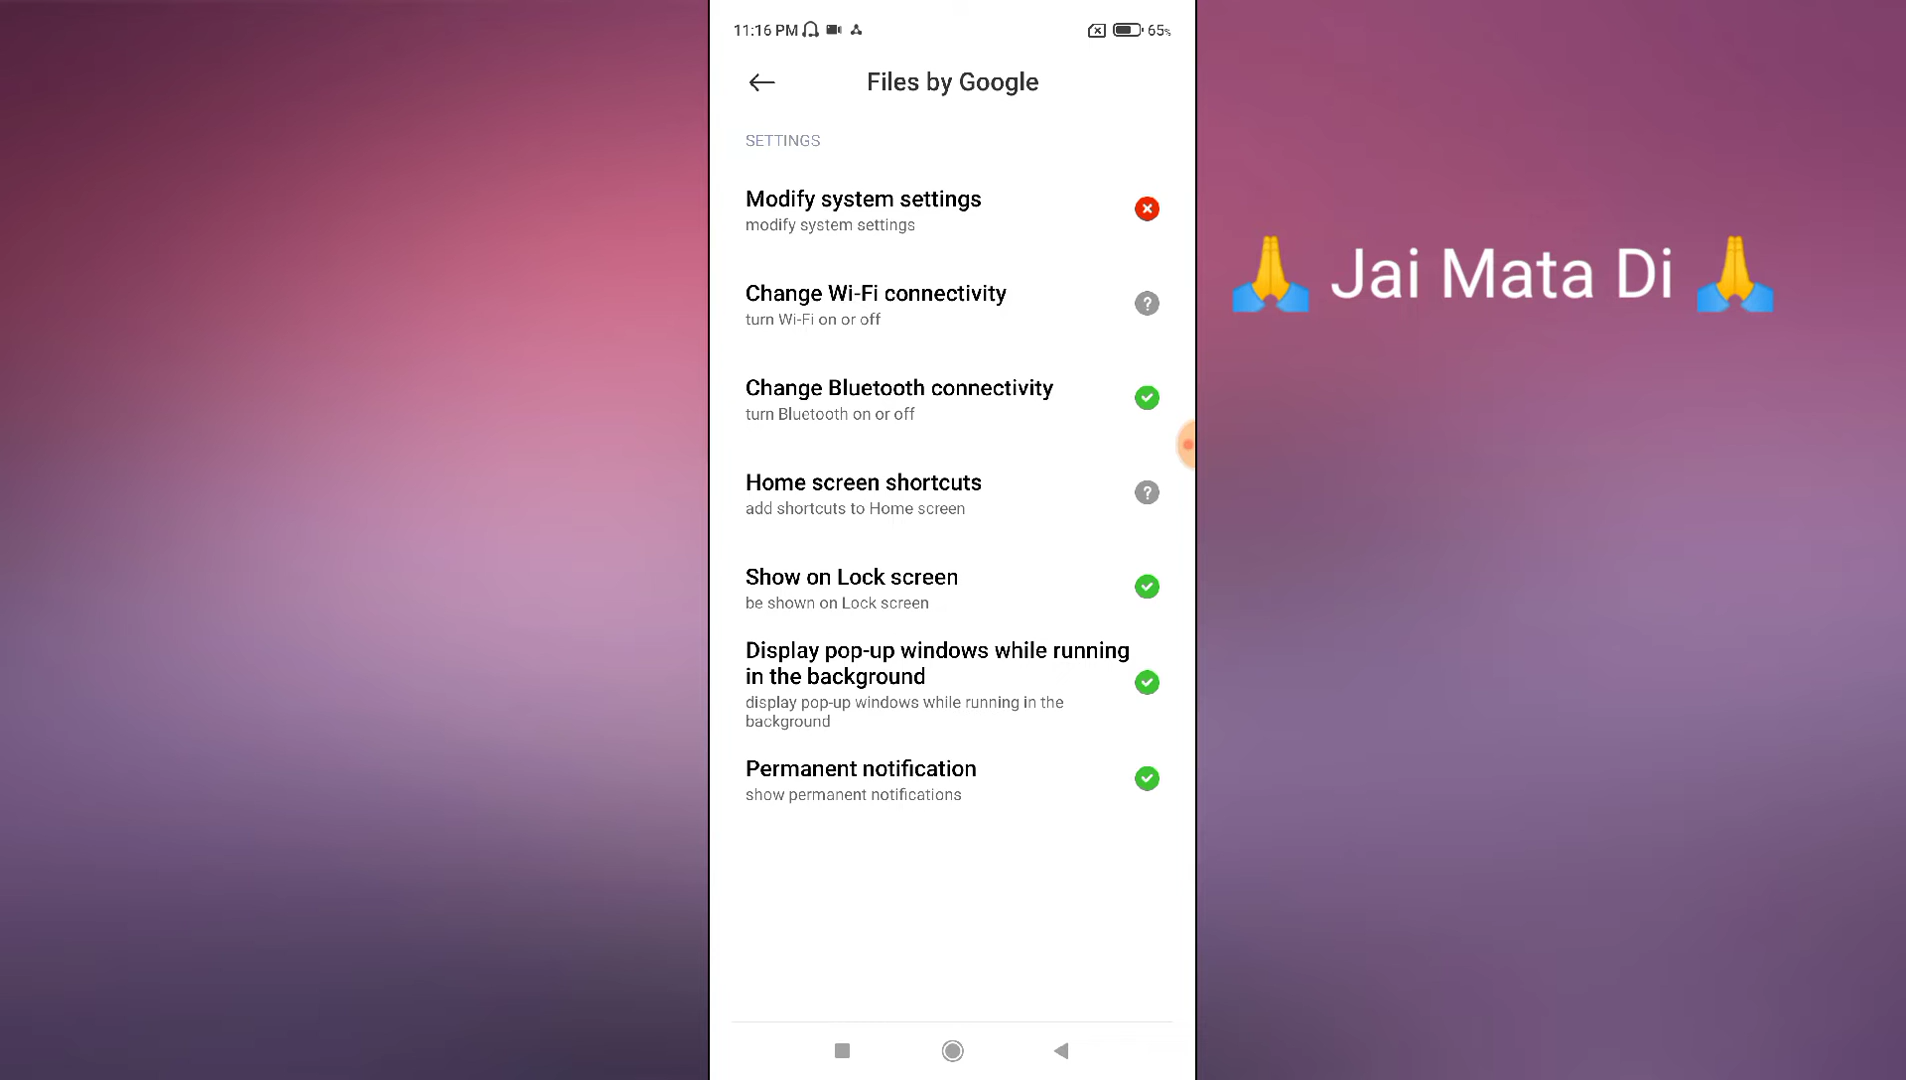 11:16 PM
65%
Files by Google
SETTINGS
Modify system settings
modify system settings
Change Wi-Fi connectivity
turn Wi-Fi on or off
Change Bluetooth connectivity
turn Bluetooth on or off
Home screen shortcuts
add shortcuts to Home screen
Show on Lock screen
be shown on Lock screen
Display pop-up windows while running
in the background
display pop-up windows while running in the
background
Permanent notification
show permanent notifications
🙏 Jai Mata Di 🙏